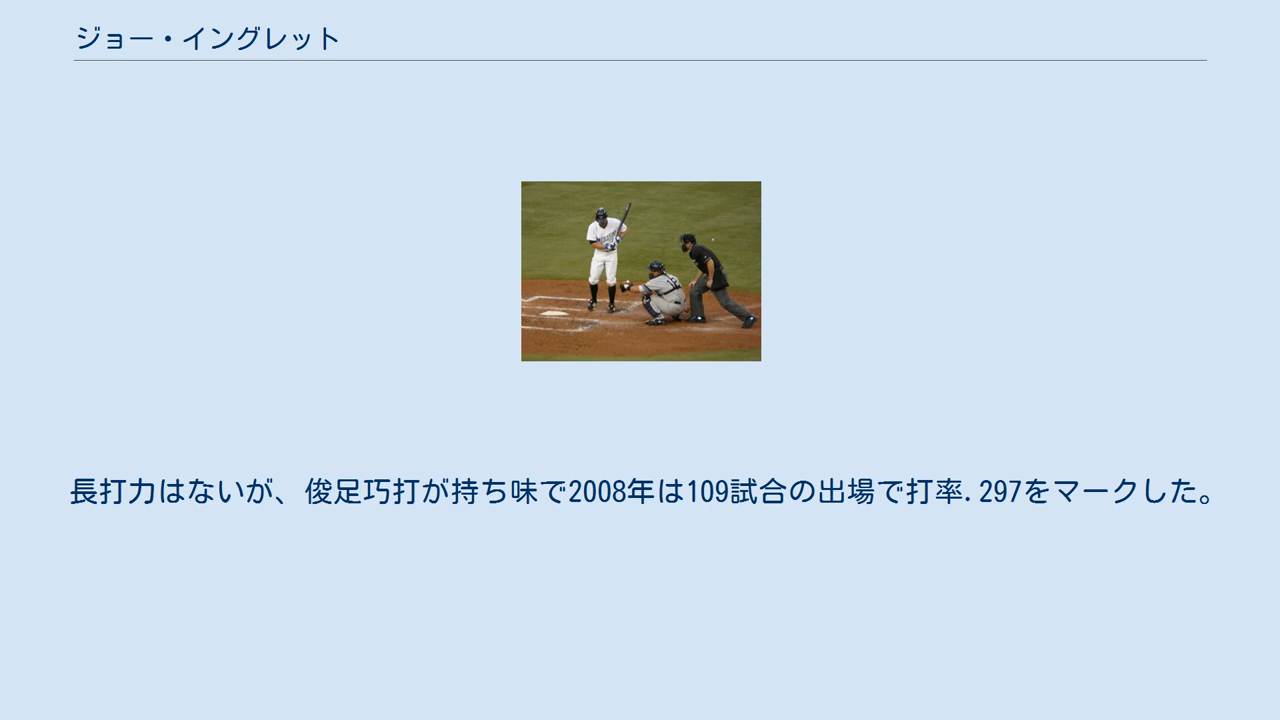 ジョー・イングレット
長打力はないが、俊足巧打が持ち味で2008年は109試合の出場で打率.297をマークした。